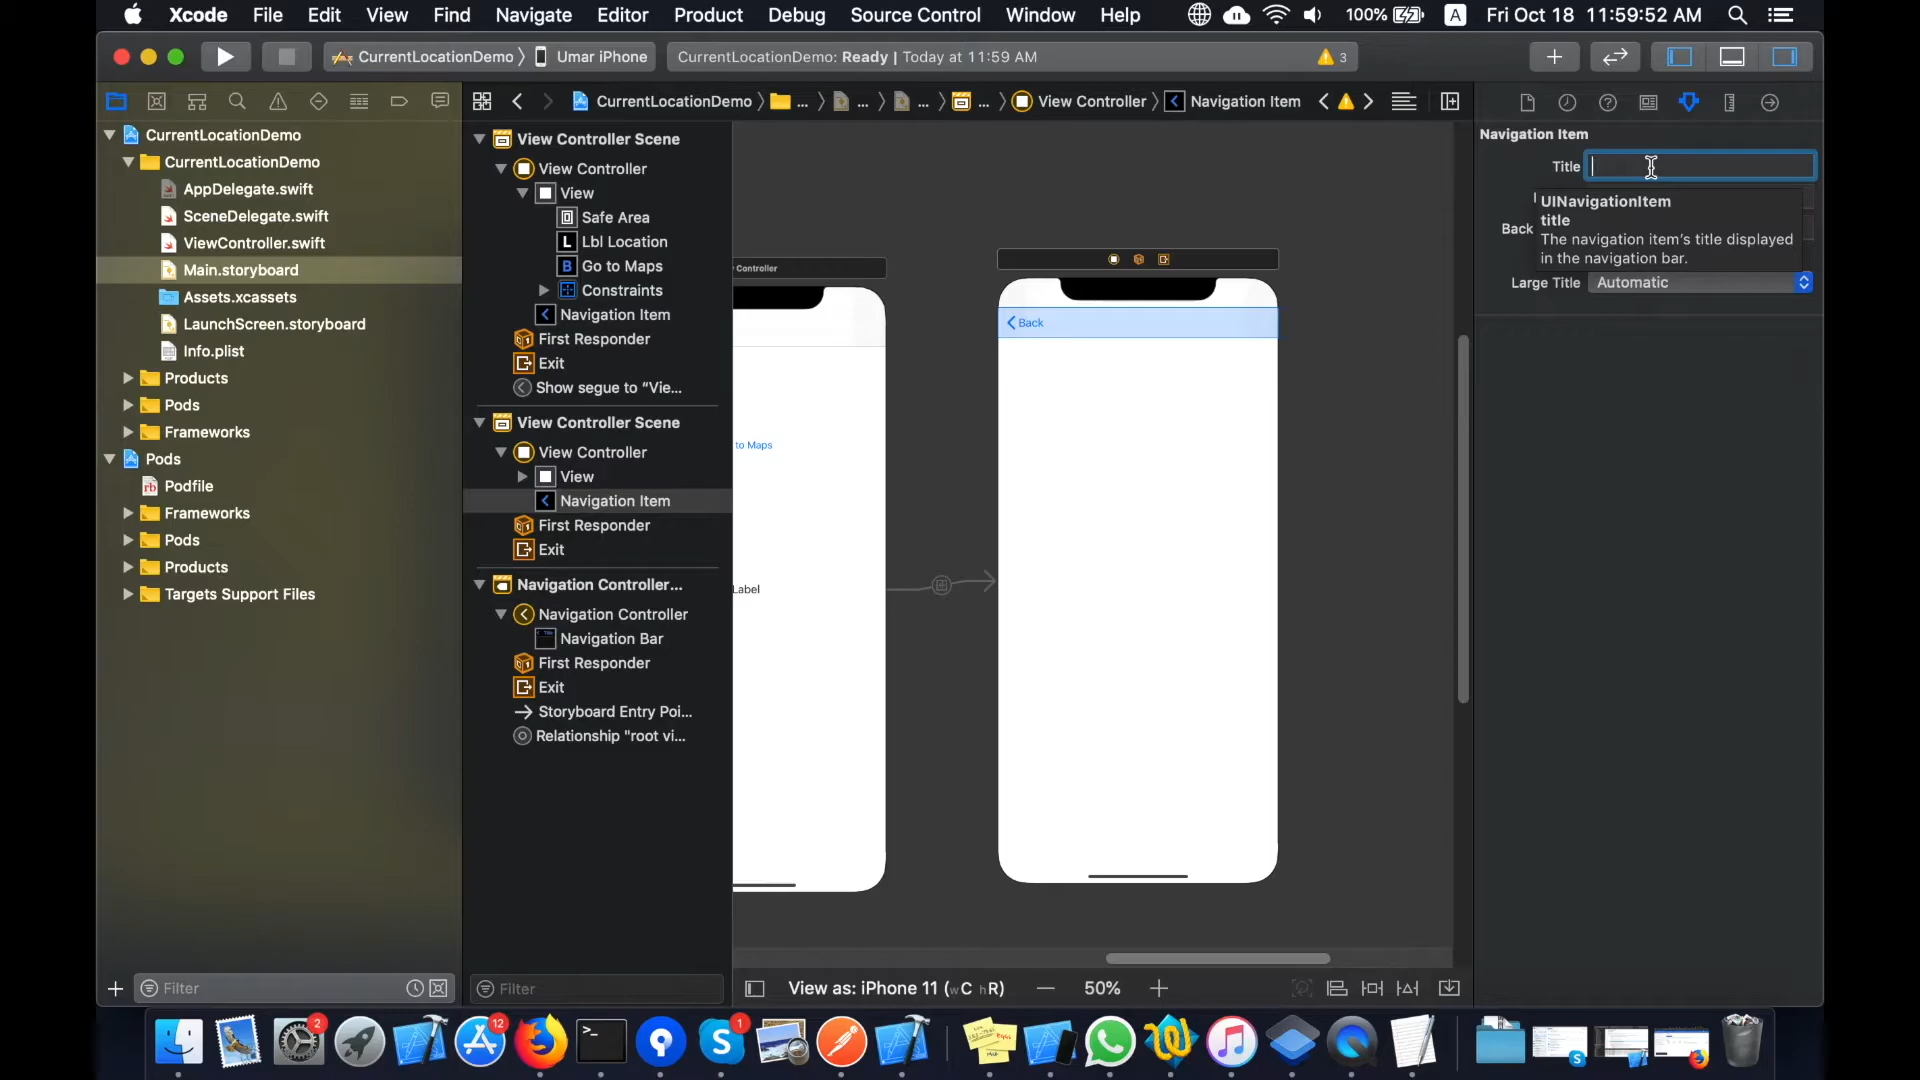 Xcode File Edit View Find Navigate Editor Product Debug Source Control Window Help 100% A Fri Oct 18 11:59:52 AM
CurrentLocationDemo Umar iPhone
CurrentLocationDemo: Ready | Today at 11:59 AM 3
CurrentLocationDemo ... ... ... ... View Controller Navigation Item
CurrentLocationDemo
CurrentLocationDemo
AppDelegate.swift
SceneDelegate.swift
ViewController.swift
Main.storyboard
Assets.xcassets
LaunchScreen.storyboard
Info.plist
Products
Pods
Frameworks
Pods
Podfile
Frameworks
Pods
Products
Targets Support Files
Filter
View Controller Scene
View Controller
View
Safe Area
L Lbl Location
B Go to Maps
Constraints
Navigation Item
First Responder
Exit
Show segue to “Vie...
View Controller Scene
View Controller
View
Navigation Item
First Responder
Exit
Navigation Controller...
Navigation Controller
Navigation Bar
First Responder
Exit
Storyboard Entry Poi...
Relationship "root vi...
Filter
Controller
to Maps
Label
Back
View as: iPhone 11 (wC hR)
50%
Navigation Item
Title
UINavigationItem
title
The navigation item's title displayed
in the navigation bar.
Back
Large Title Automatic
2
12
1